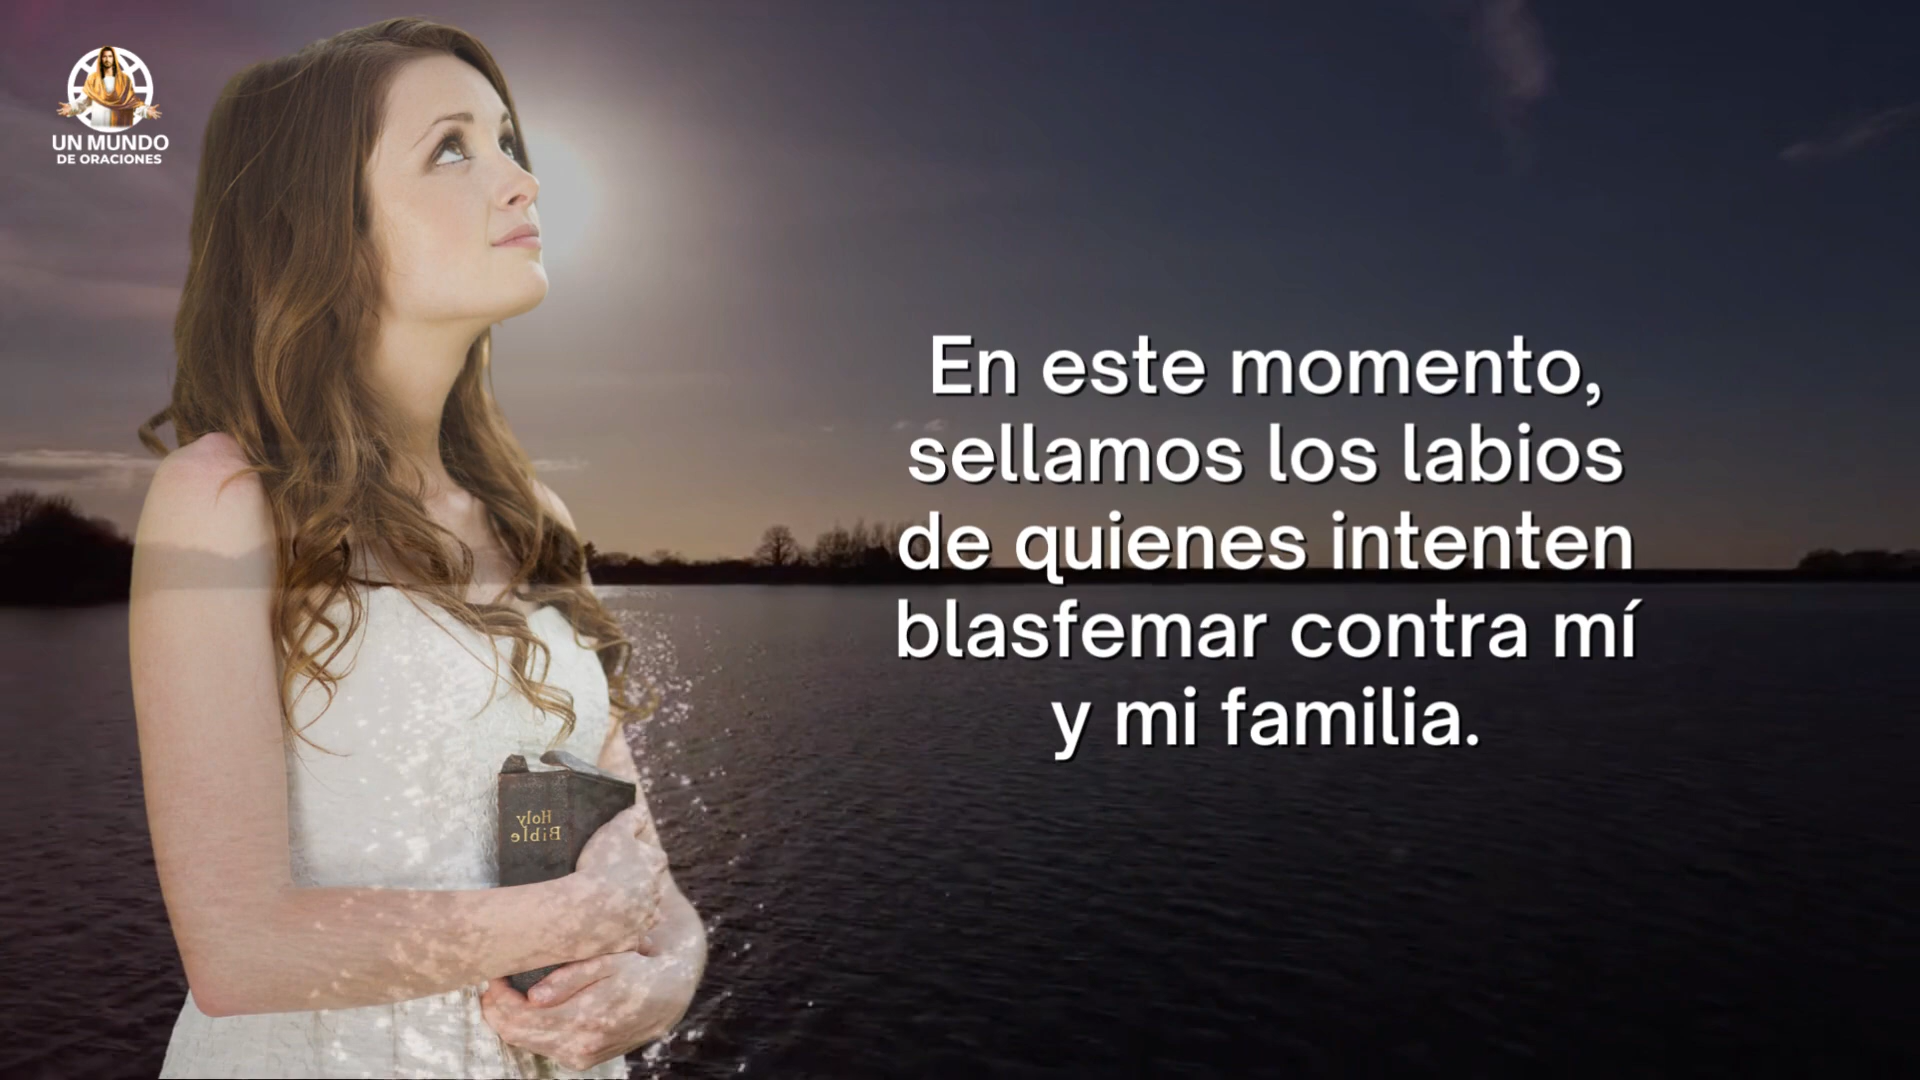 UN MUNDO
DE ORACIONES
En este momento,
sellamos los labios
de quienes intenten
blasfemar contra mí
y mi familia.
Holy
Bible